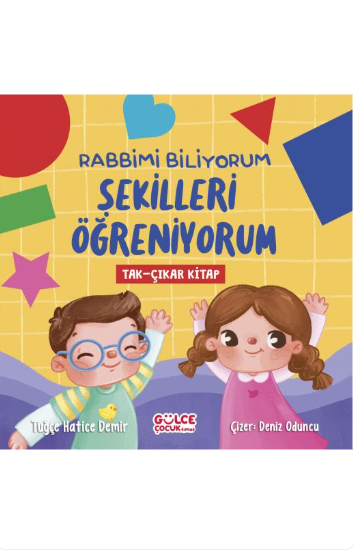 RABBİMİ BİLİYORUM
ŞEKİLLERİ
ÖĞRENİYORUM
TAK-ÇIKAR KİTAP
Tuğçe Hatice Demir
GÜLCE
ÇOCUK timaş
Çizer: Deniz Oduncu